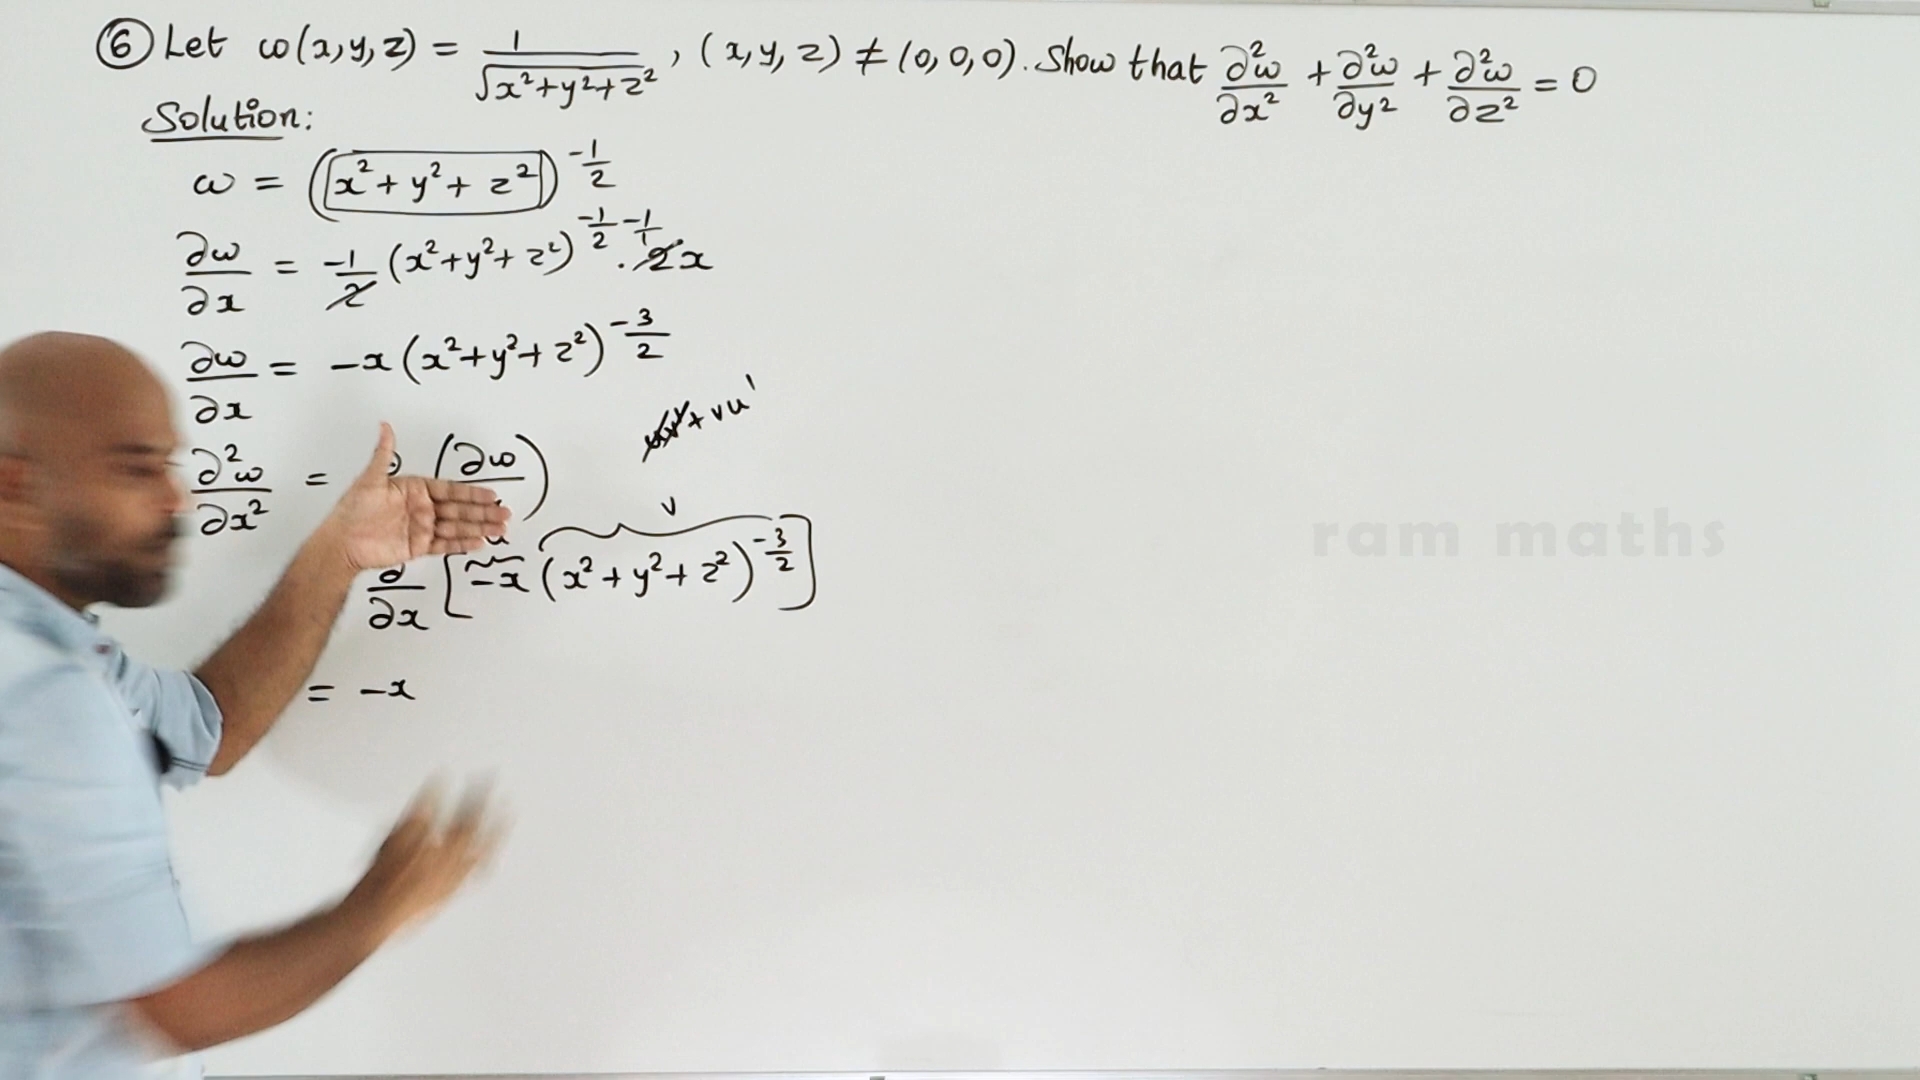 ⑥ Let ω(x,y,z) = 1/√x²+y²+z², (x,y,z) ≠ (0,0,0). Show that ∂²ω/∂x² + ∂²ω/∂y² + ∂²ω/∂z² = 0
Solution:
ω = (x²+y²+z²)^-1/2
∂ω/∂x = -1/2 (x²+y²+z²)^-1/2-1/1 . 2x
∂ω/∂x = -x(x²+y²+z²)^-3/2
+ vu'
∂²ω/∂x² = (∂ω
v
∂/∂x [-x(x²+y²+z²)^-3/2]
= -x
ram maths